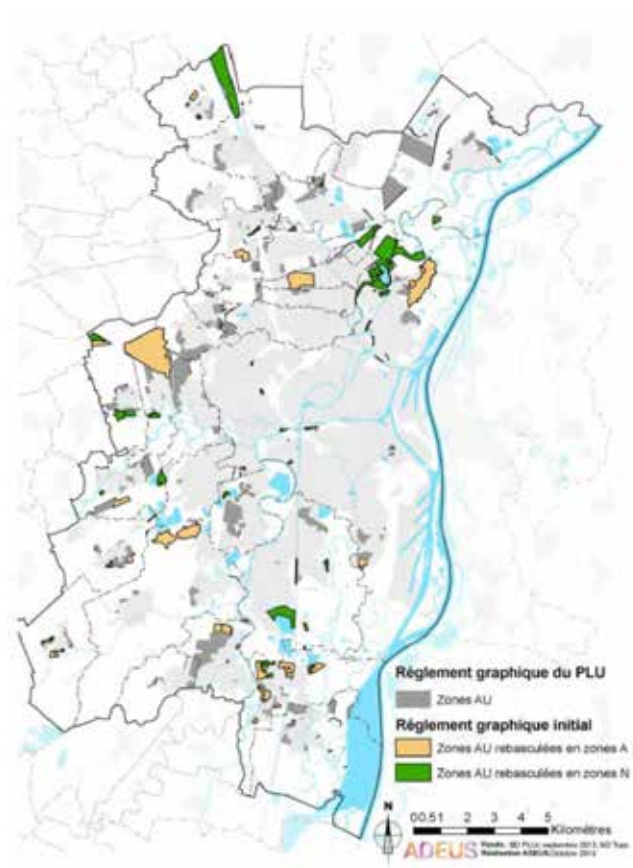 Règlement graphique du PLU
Zones AU
Règlement graphique initial
Zones AU rebasculées en zones A
Zones AU rebasculées en zones N
N
0 0.5 1 2 3 4 5
Kilomètres
ADEUS